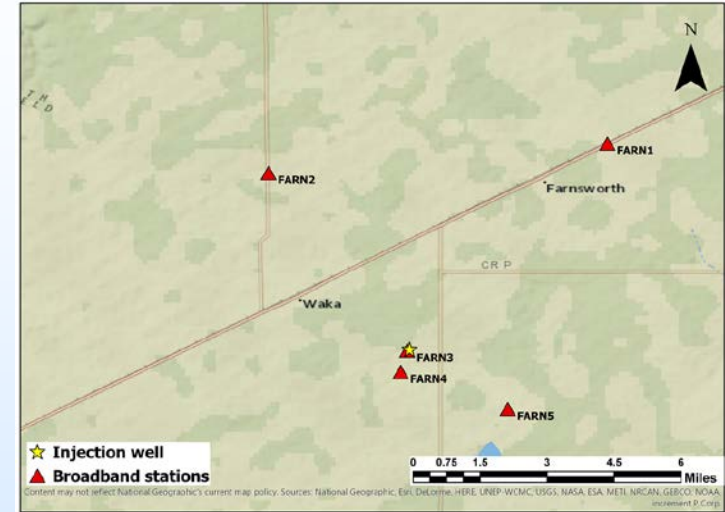 N
FARN1
FARN2
Farnsworth
CR P
Waka
FARN3
FARN4
FARN5
Injection well
Broadband stations
0 0.75 1.5 3 4.5 6
Miles
Content may not reflect National Geographic's current map policy. Sources: National Geographic, Esri, DeLorme, HERE, UNEP-WCMC, USGS, NASA, ESA, METI, NRCAN, GEBCO, NOAA,
increment P Corp.